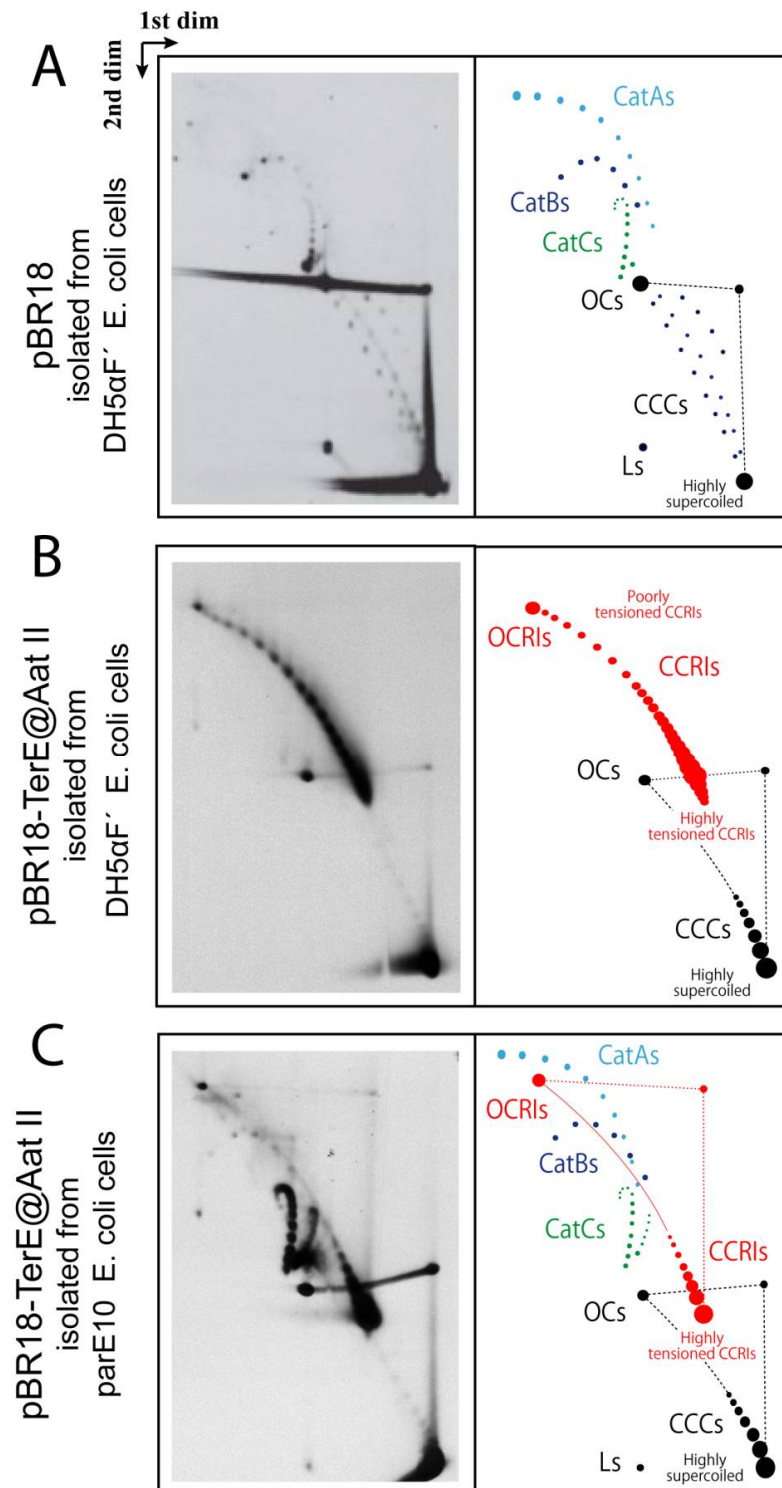 1st dim
2nd dim
A
pBR18
isolated from
DH5αF´ E. coli cells
CatAs
CatBs
CatCs
OCs
CCCs
Ls
Highly
supercoiled
B
pBR18-TerE@Aat II
isolated from
DH5αF´ E. coli cells
Poorly
tensioned CCRIs
OCRIs
CCRIs
OCs
Highly
tensioned CCRIs
CCCs
Highly
supercoiled
C
pBR18-TerE@Aat II
isolated from
parE10 E. coli cells
CatAs
OCRIs
CatBs
CatCs
CCRIs
OCs
Highly
tensioned CCRIs
CCCs
Ls
Highly
supercoiled